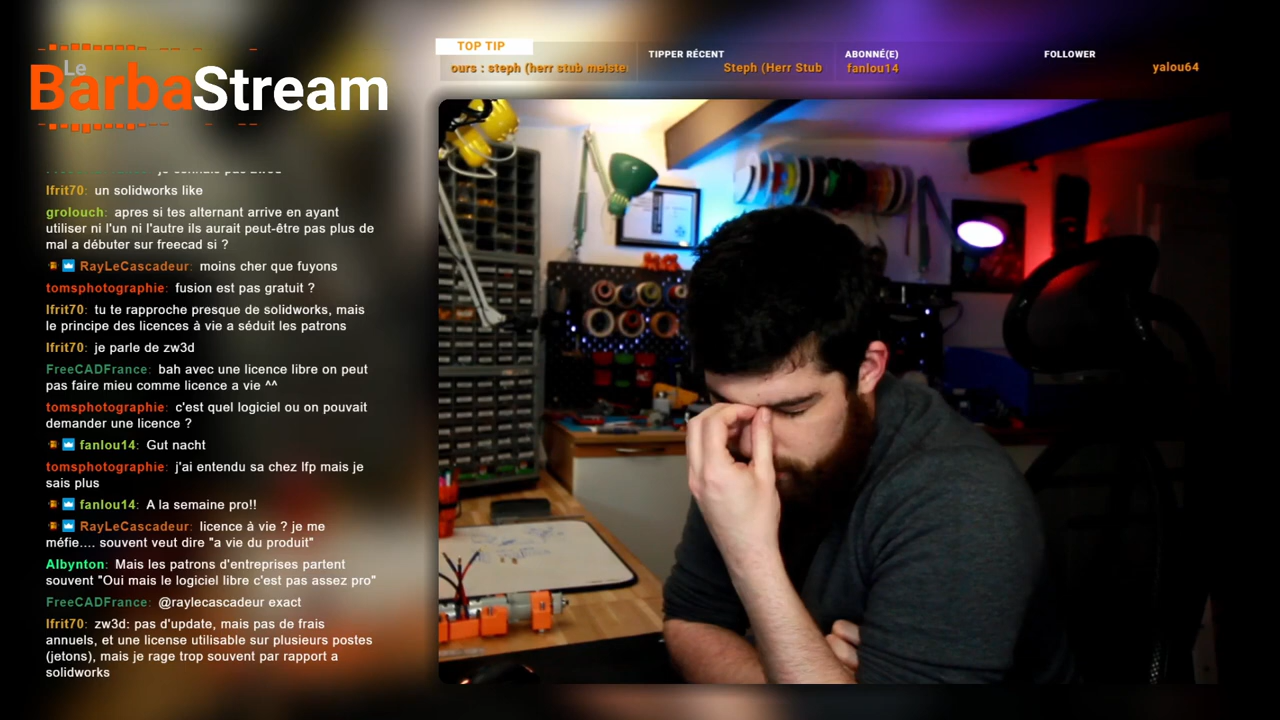 Le
BarbaStream
TOP TIP
ours : steph (herr stub meiste
TIPPER RÉCENT
Steph (Herr Stub
ABONNÉ(E)
fanlou14
FOLLOWER
yalou64
Ifrit70: un solidworks like
grolouch: apres si tes alternant arrive en ayant
utiliser ni l'un ni l'autre ils aurait peut-être pas plus de
mal a débuter sur freecad si ?
RayLeCascadeur: moins cher que fuyons
tomsphotographie: fusion est pas gratuit ?
Ifrit70: tu te rapproche presque de solidworks, mais
le principe des licences à vie a séduit les patrons
Ifrit70: je parle de zw3d
FreeCADFrance: bah avec une licence libre on peut
pas faire mieu comme licence a vie ^^
tomsphotographie: c'est quel logiciel ou on pouvait
demander une licence ?
fanlou14: Gut nacht
tomsphotographie: j'ai entendu sa chez lfp mais je
sais plus
fanlou14: A la semaine pro!!
RayLeCascadeur: licence à vie ? je me
méfie.... souvent veut dire "a vie du produit"
Albynton: Mais les patrons d'entreprises partent
souvent "Oui mais le logiciel libre c'est pas assez pro"
FreeCADFrance: @raylecascadeur exact
Ifrit70: zw3d: pas d'update, mais pas de frais
annuels, et une license utilisable sur plusieurs postes
(jetons), mais je rage trop souvent par rapport a
solidworks